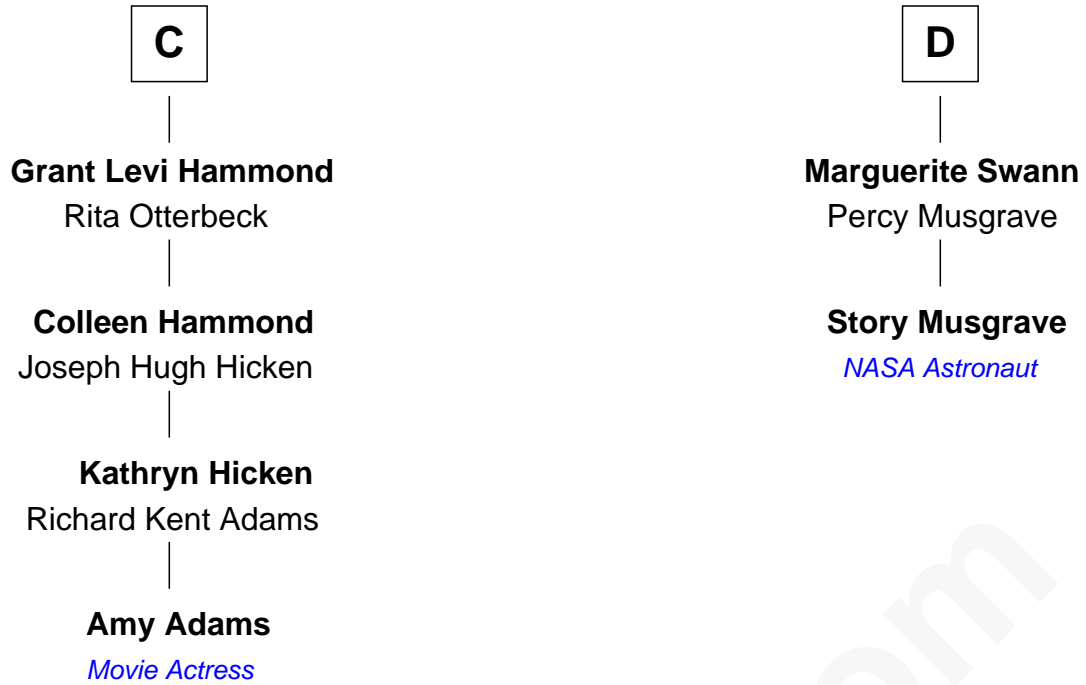 C
Grant Levi Hammond
Rita Otterbeck
Colleen Hammond
Joseph Hugh Hicken
Kathryn Hicken
Richard Kent Adams
Amy Adams
Movie Actress
D
Marguerite Swann
Percy Musgrave
Story Musgrave
NASA Astronaut